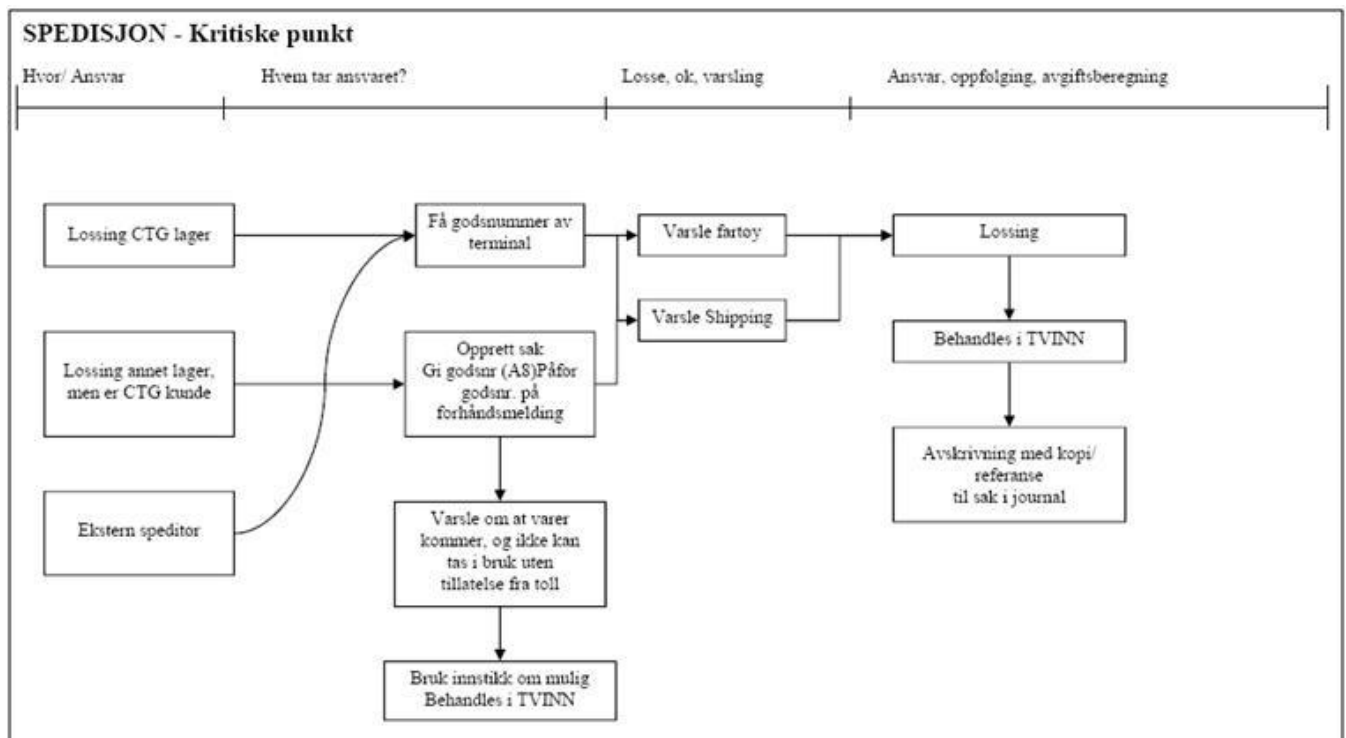 SPEDISJON - Kritiske punkt
Hvor/ Ansvar
Hvem tar ansvaret?
Losse, ok, varsling
Ansvar, oppfølging, avgiftsberegning
Lossing CTG lager
Få godsnummer av
terminal
Varsle fartøy
Lossing
Varsle Shipping
Lossing annet lager,
men er CTG kunde
Opprett sak
Gi godsnr (A8)Påfør
godsnr. på
forhåndsmelding
Behandles i TVINN
Avskrivning med kopi/
referanse
til sak i journal
Ekstern speditør
Varsle om at varer
kommer, og ikke kan
tas i bruk uten
tillatelse fra toll
Bruk innstikk om mulig
Behandles i TVINN